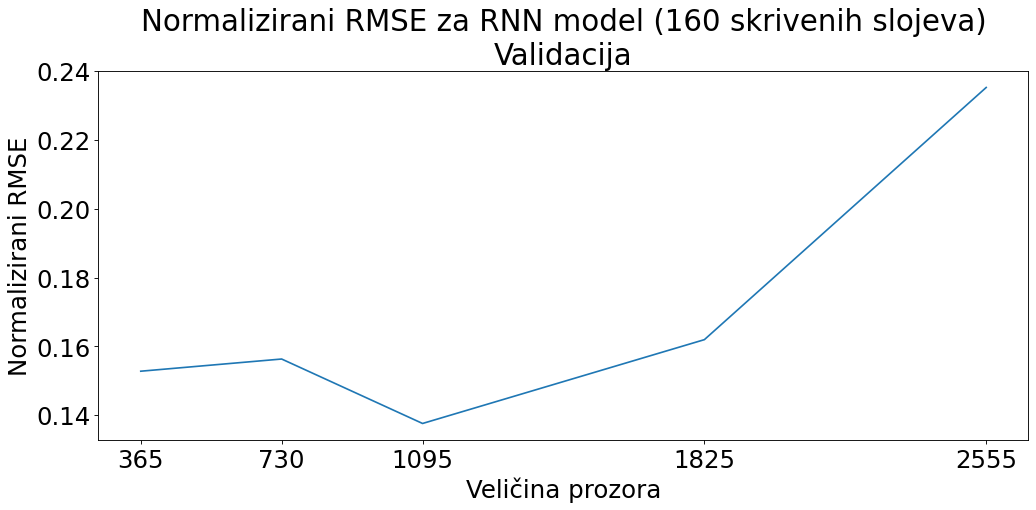 Normalizirani RMSE za RNN model (160 skrivenih slojeva)
Validacija
Normalizirani RMSE
0.24
0.22
0.20
0.18
0.16
0.14
365 730 1095 1825 2555
Veličina prozora